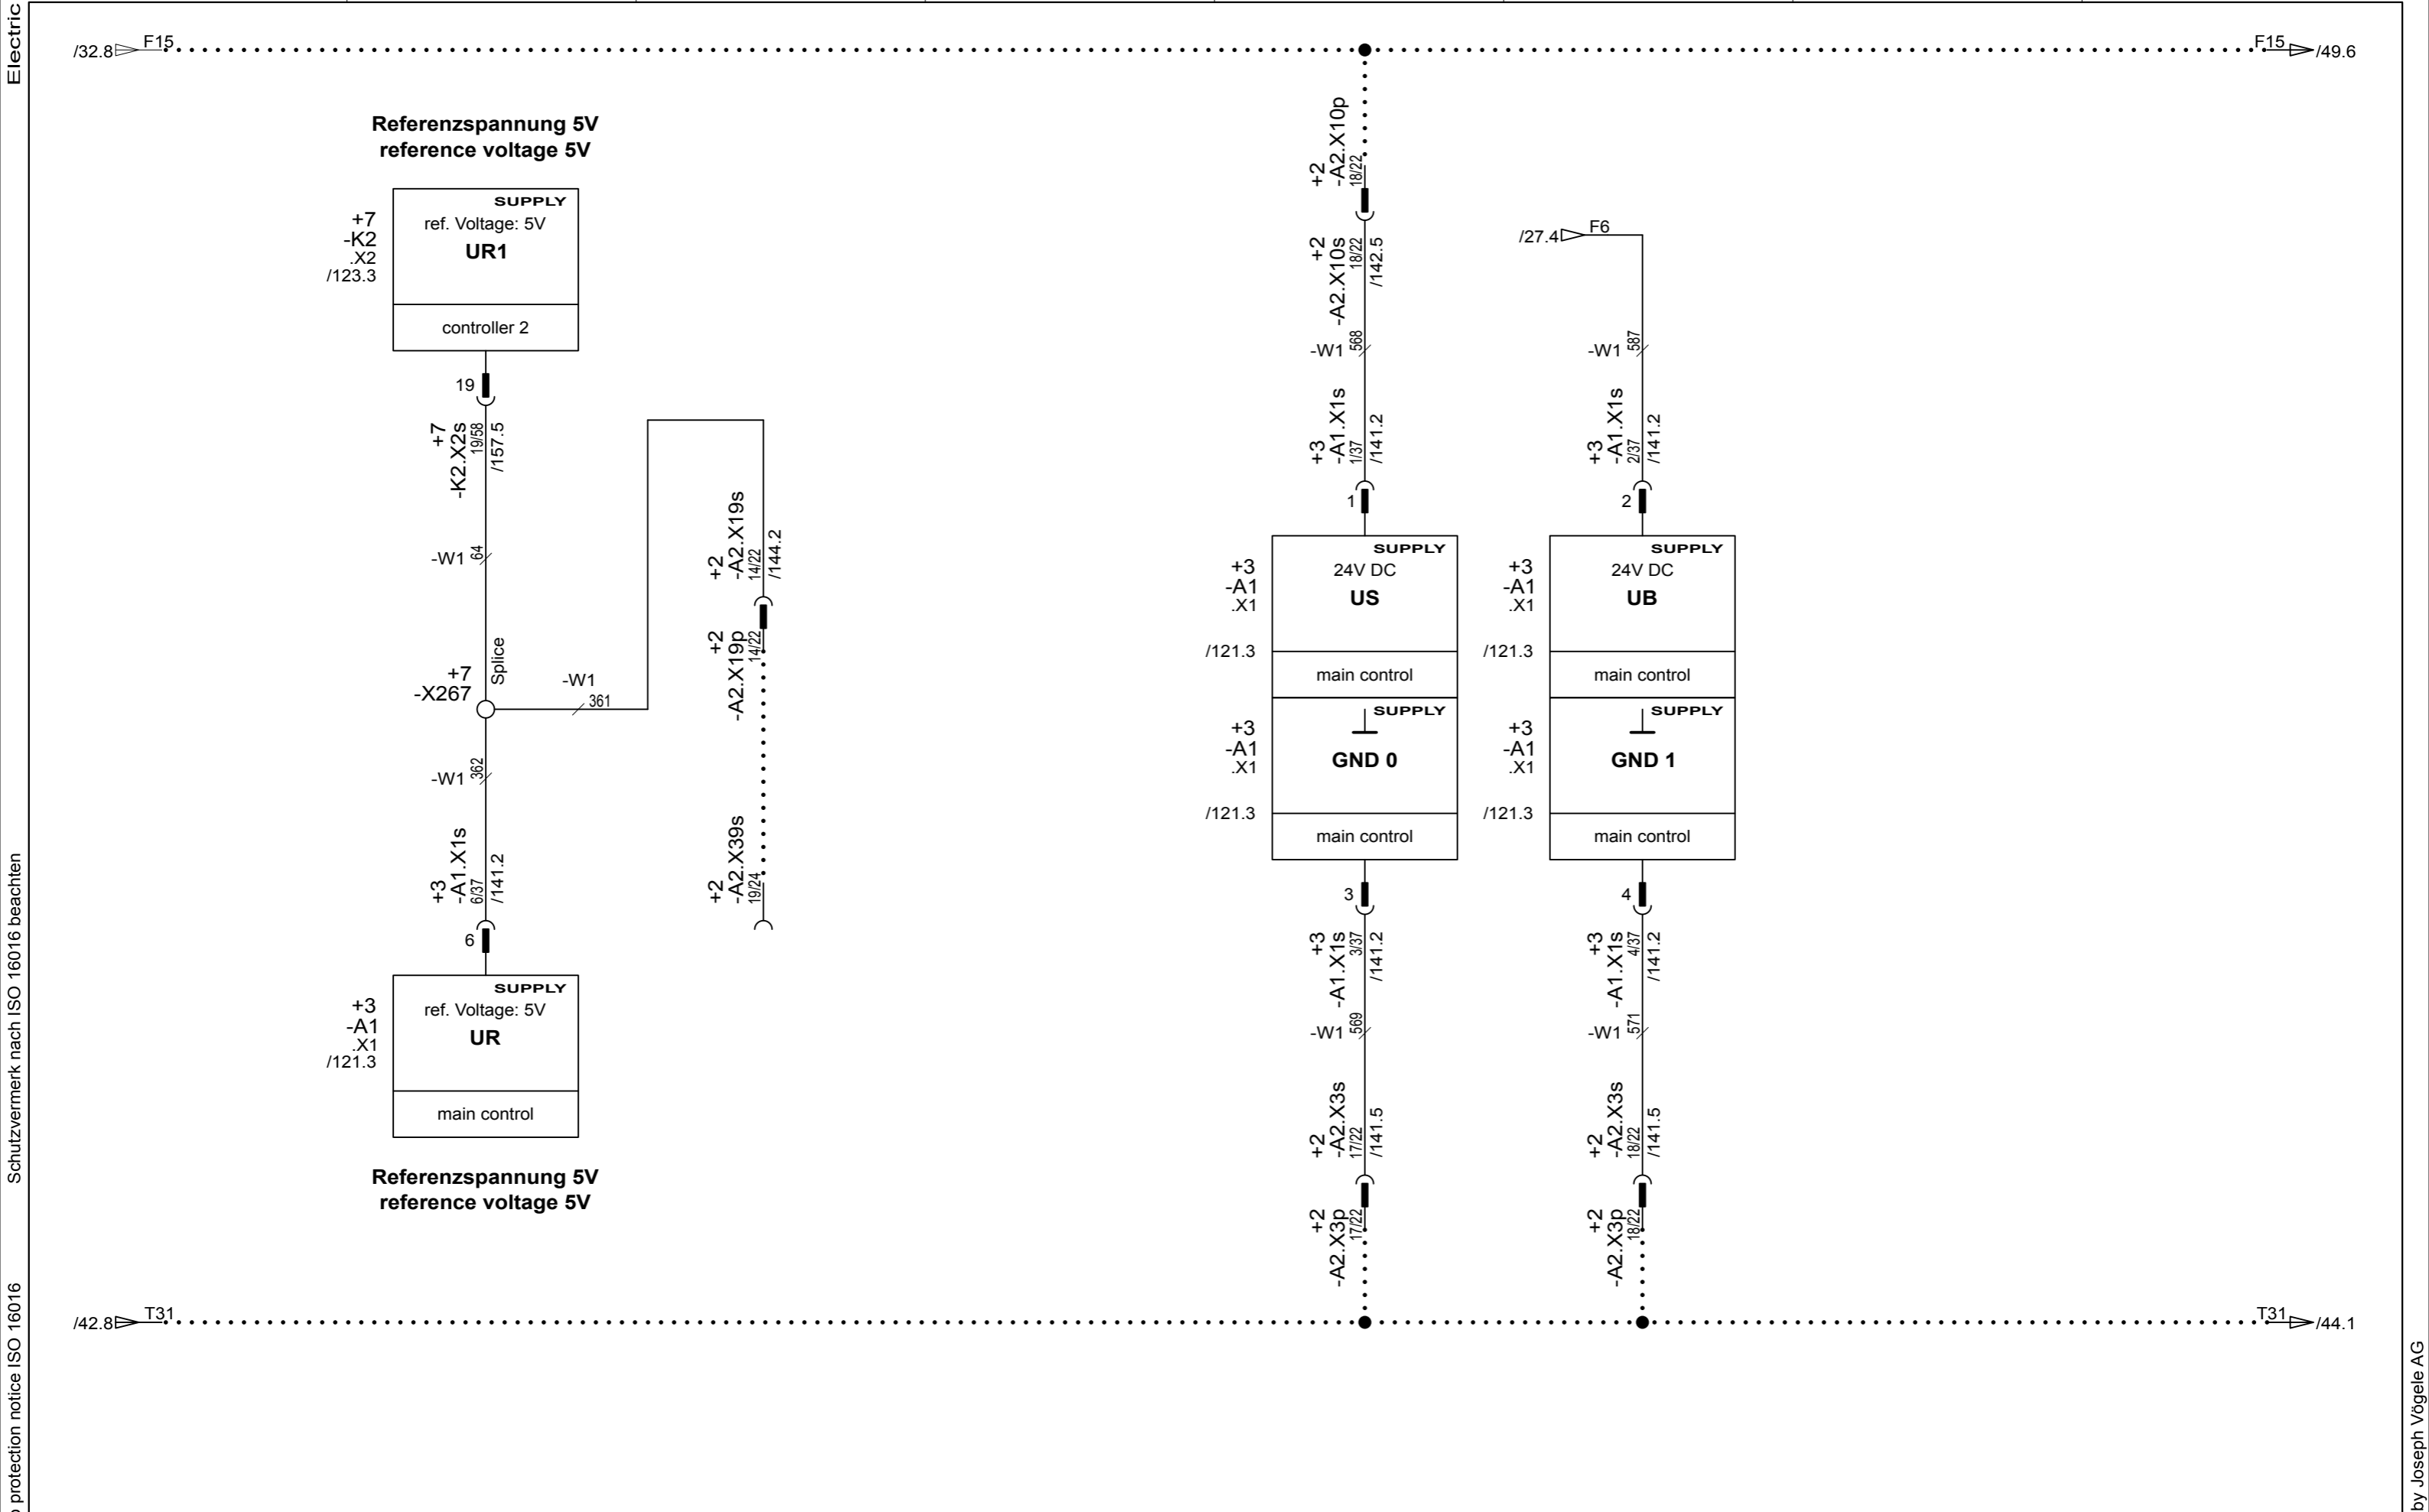 Electric
/32.8
F15
F15
/49.6
Referenzspannung 5V
reference voltage 5V
+7
-K2
.X2
/123.3
SUPPLY
ref. Voltage: 5V
UR1
controller 2
19
+7
-K2.X2s
19/58
/157.5
-W1
64
+7
-X267
Splice
-W1
361
-W1
362
+3
-A1.X1s
6/37
/141.2
6
+3
-A1
.X1
/121.3
SUPPLY
ref. Voltage: 5V
UR
main control
Referenzspannung 5V
reference voltage 5V
+2
-A2.X19s
14/22
/144.2
+2
-A2.X19p
14/22
+2
-A2.X39s
19/24
+2
-A2.X10p
18/22
+2
-A2.X10s
18/22
/142.5
-W1
568
+3
-A1.X1s
1/37
/141.2
1
+3
-A1
.X1
/121.3
SUPPLY
24V DC
US
main control
+3
-A1
.X1
/121.3
SUPPLY
GND 0
main control
3
+3
-A1.X1s
3/37
/141.2
-W1
569
+2
-A2.X3s
17/22
/141.5
+2
-A2.X3p
17/22
/27.4
F6
-W1
587
+3
-A1.X1s
2/37
/141.2
2
+3
-A1
.X1
/121.3
SUPPLY
24V DC
UB
main control
+3
-A1
.X1
/121.3
SUPPLY
GND 1
main control
4
+3
-A1.X1s
4/37
/141.2
-W1
571
+2
-A2.X3s
18/22
/141.5
+2
-A2.X3p
18/22
/42.8
T31
T31
/44.1
Schutzvermerk nach ISO 16016 beachten
protection notice ISO 16016
by Joseph Vögele AG